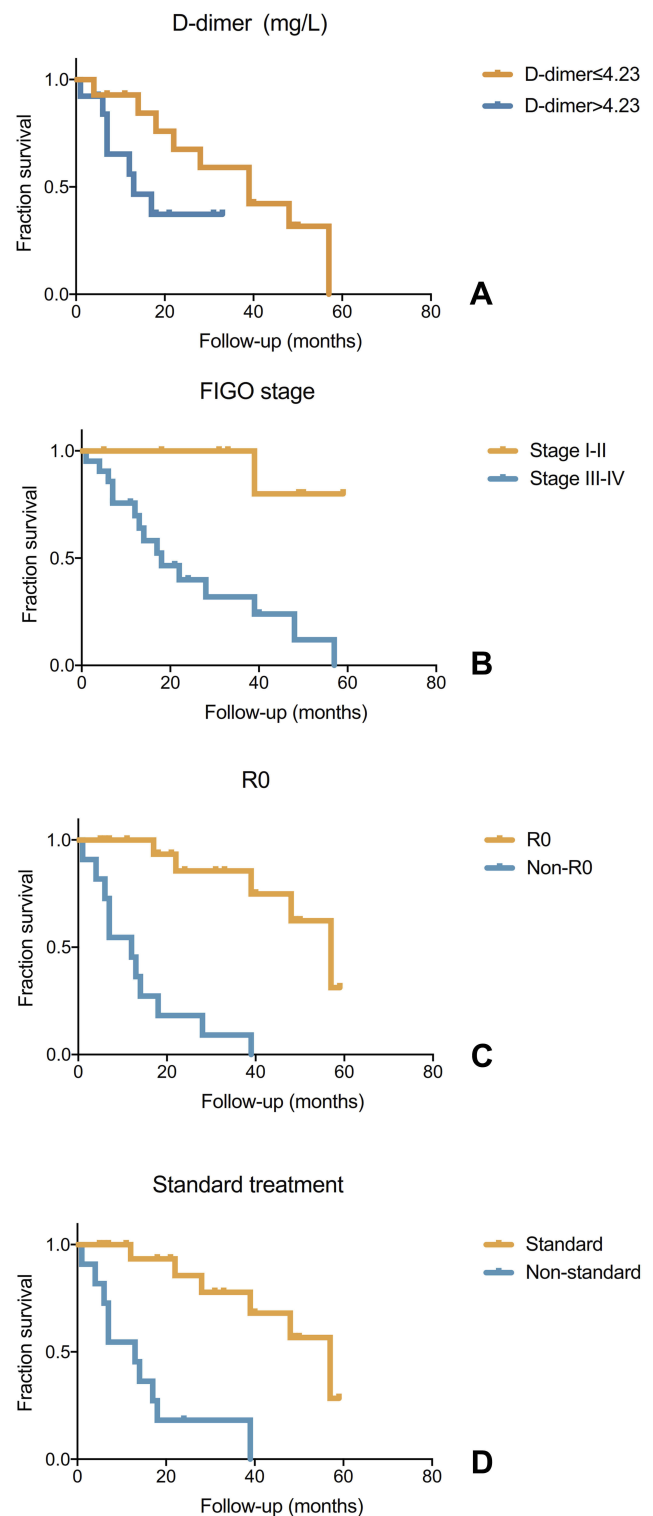 D-dimer (mg/L)
D-dimer≤4.23
D-dimer>4.23
Fraction survival
1.0
0.5
0.0
0 20 40 60 80
Follow-up (months)
A
FIGO stage
Stage I-II
Stage III-IV
Fraction survival
1.0
0.5
0.0
0 20 40 60 80
Follow-up (months)
B
R0
R0
Non-R0
Fraction survival
1.0
0.5
0.0
0 20 40 60 80
Follow-up (months)
C
Standard treatment
Standard
Non-standard
Fraction survival
1.0
0.5
0.0
0 20 40 60 80
Follow-up (months)
D